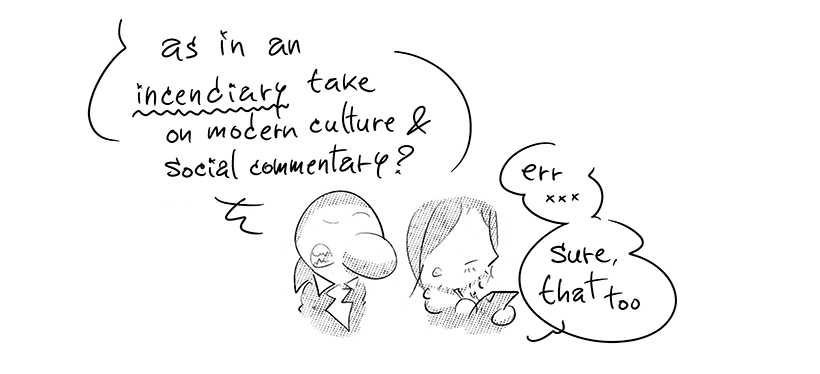 as in an
incendiary take
on modern culture &
social commentary?
err
xxx
Sure,
that too